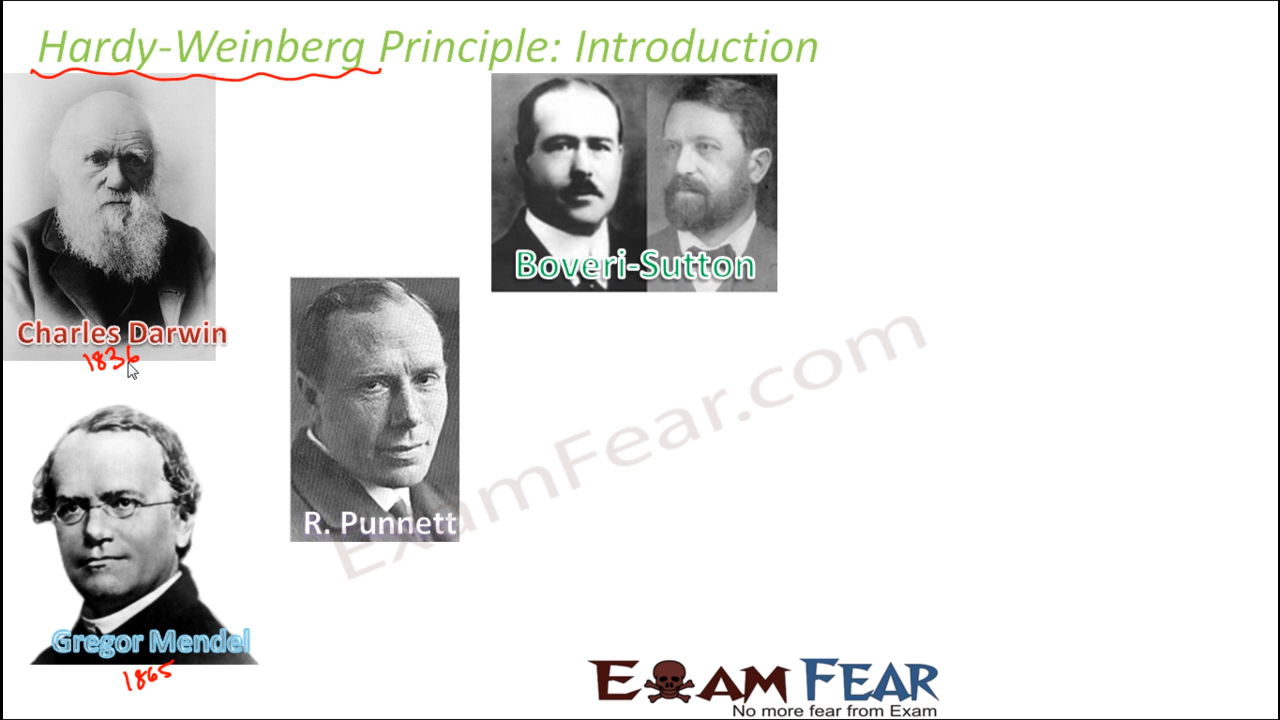 Hardy-Weinberg Principle: Introduction
Charles Darwin
1836
Boveri-Sutton
R. Punnett
Gregor Mendel
1865
ExamFear.com
EXAM FEAR
No more fear from Exam